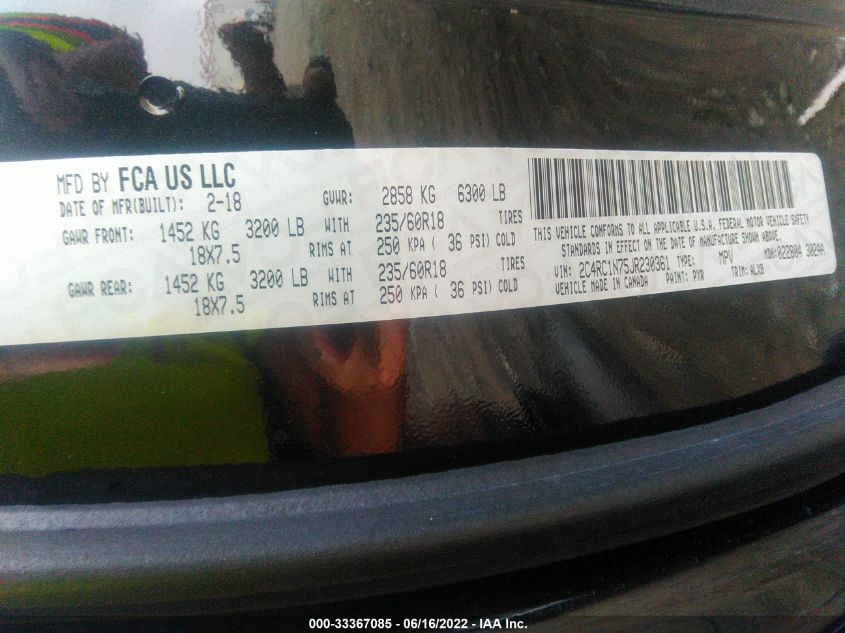 MFD BY FCA US LLC
DATE OF MFR(BUILT): 2-18 GVWR: 2858 KG 6300 LB
GAWR FRONT: 1452 KG 3200 LB WITH 235/60R18 TIRES
18X7.5 RIMS AT 250 KPA ( 36 PSI) COLD
GAWR REAR: 1452 KG 3200 LB WITH 235/60R18 TIRES
18X7.5 RIMS AT 250 KPA ( 36 PSI) COLD
THIS VEHICLE CONFORMS TO ALL APPLICABLE U.S.A. FEDERAL MOTOR VEHICLE SAFETY
STANDARDS IN EFFECT ON THE DATE OF MANUFACTURE SHOWN ABOVE.
VIN: 2C4RC1N75JR230361 TYPE: MPV MDH: 022804 302AA
VEHICLE MADE IN CANADA PAINT: PXR TRIM: ALX8
000-33367085 - 06/16/2022 - IAA Inc.